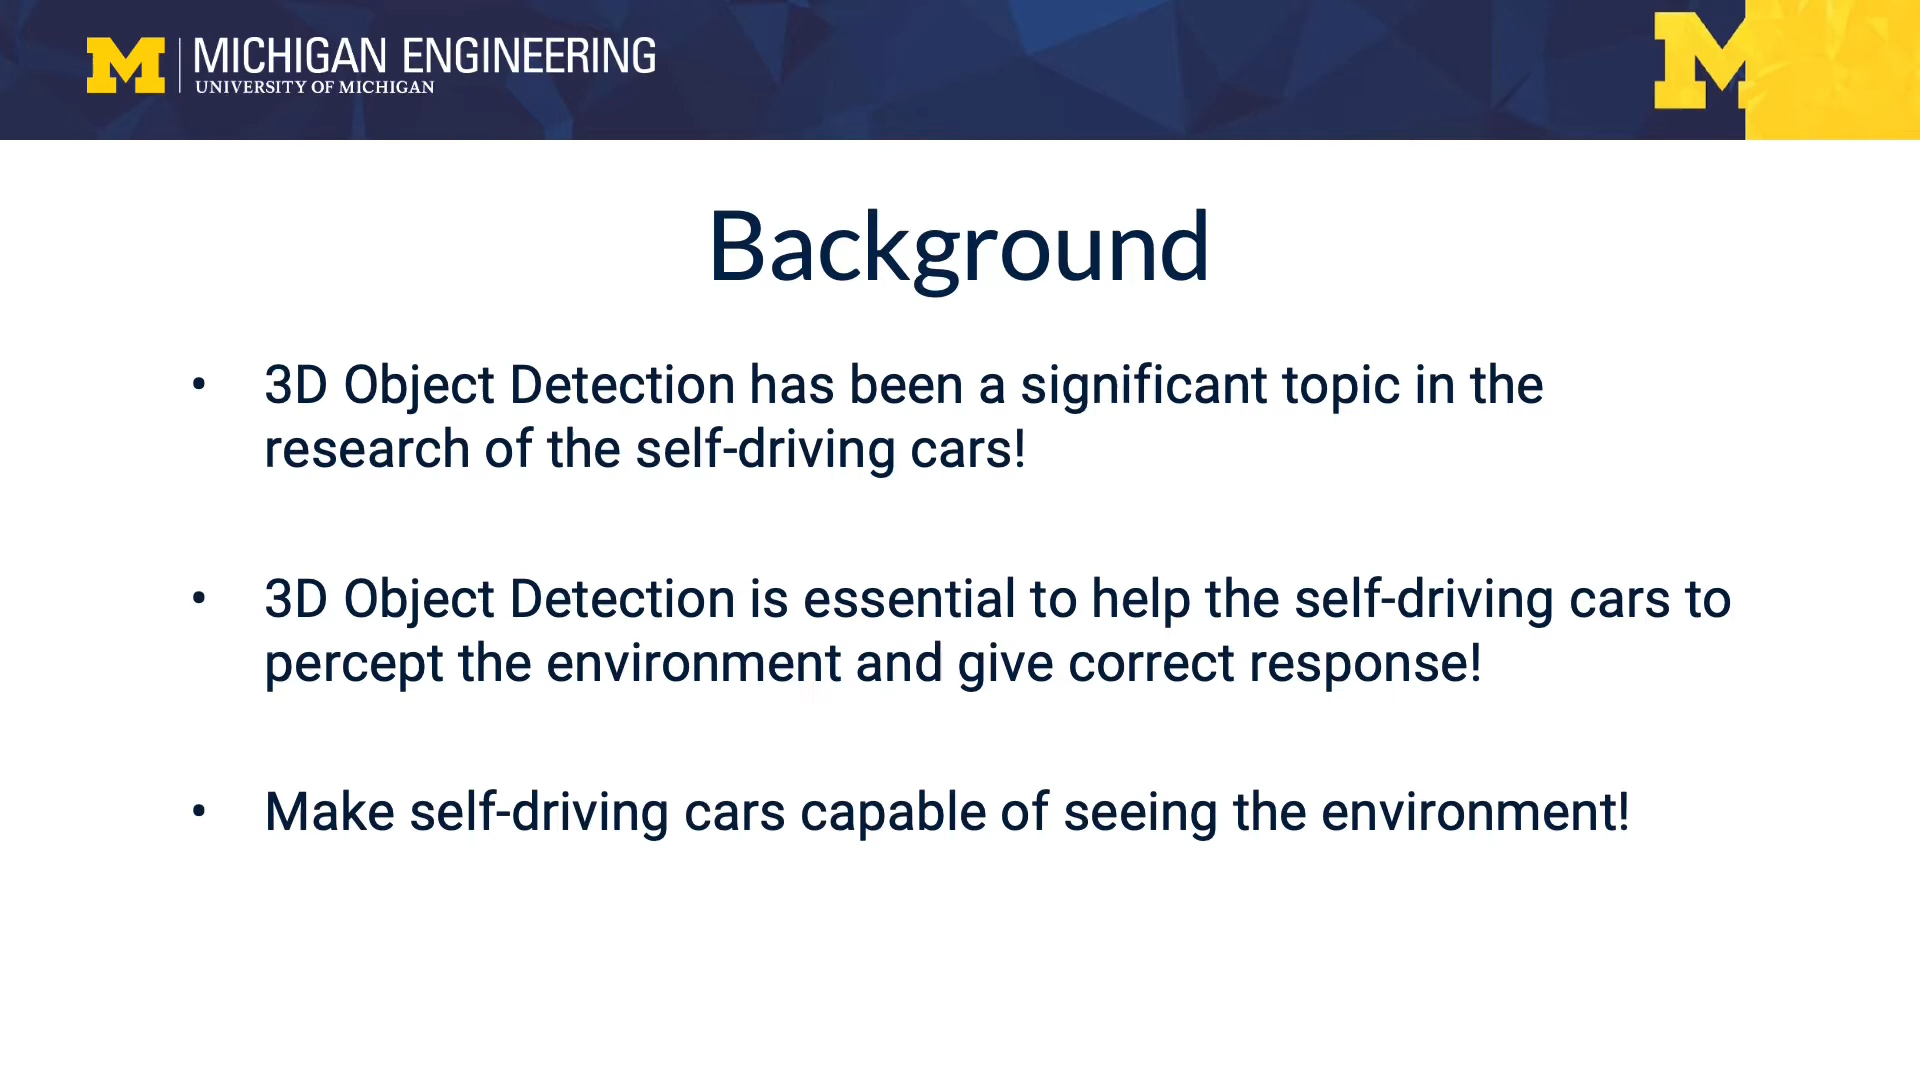 M | MICHIGAN ENGINEERING
UNIVERSITY OF MICHIGAN
M
Background
• 3D Object Detection has been a significant topic in the
research of the self-driving cars!
• 3D Object Detection is essential to help the self-driving cars to
percept the environment and give correct response!
• Make self-driving cars capable of seeing the environment!